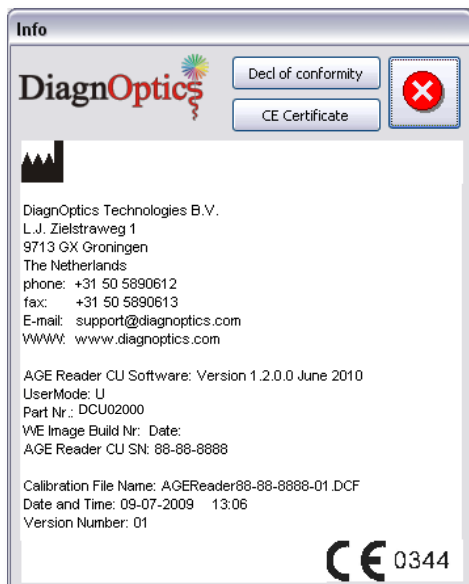 Info
DiagnOptics
Decl of conformity
CE Certificate
DiagnOptics Technologies B.V.
L.J. Zielstraweg 1
9713 GX Groningen
The Netherlands
phone: +31 50 5890612
fax: +31 50 5890613
E-mail: support@diagnoptics.com
WWW: www.diagnoptics.com
AGE Reader CU Software: Version 1.2.0.0 June 2010
UserMode: U
Part Nr.: DCU02000
WE Image Build Nr: Date:
AGE Reader CU SN: 88-88-8888
Calibration File Name: AGEReader88-88-8888-01.DCF
Date and Time: 09-07-2009 13:06
Version Number: 01
CE 0344